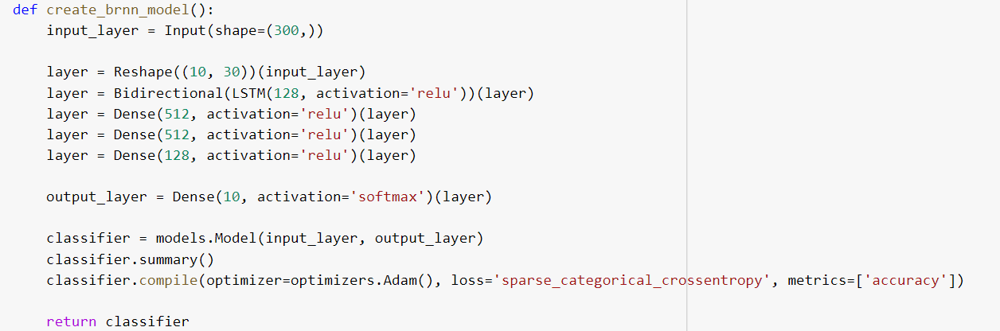 def create_brnn_model():
    input_layer = Input(shape=(300,))

    layer = Reshape((10, 30))(input_layer)
    layer = Bidirectional(LSTM(128, activation='relu'))(layer)
    layer = Dense(512, activation='relu')(layer)
    layer = Dense(512, activation='relu')(layer)
    layer = Dense(128, activation='relu')(layer)

    output_layer = Dense(10, activation='softmax')(layer)

    classifier = models.Model(input_layer, output_layer)
    classifier.summary()
    classifier.compile(optimizer=optimizers.Adam(), loss='sparse_categorical_crossentropy', metrics=['accuracy'])

    return classifier